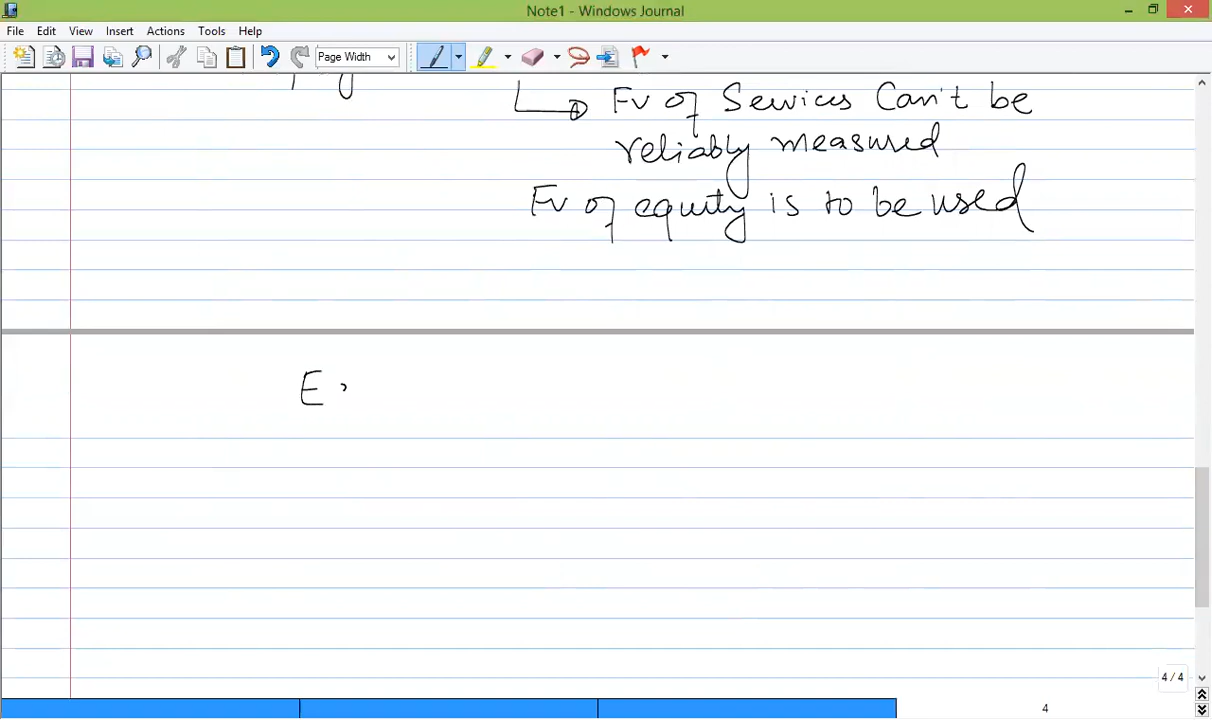 Note1 - Windows Journal
File Edit View Insert Actions Tools Help
Page Width
Fv of Services Can't be
reliably measured
Fv of equity is to be used
E
4 / 4
4